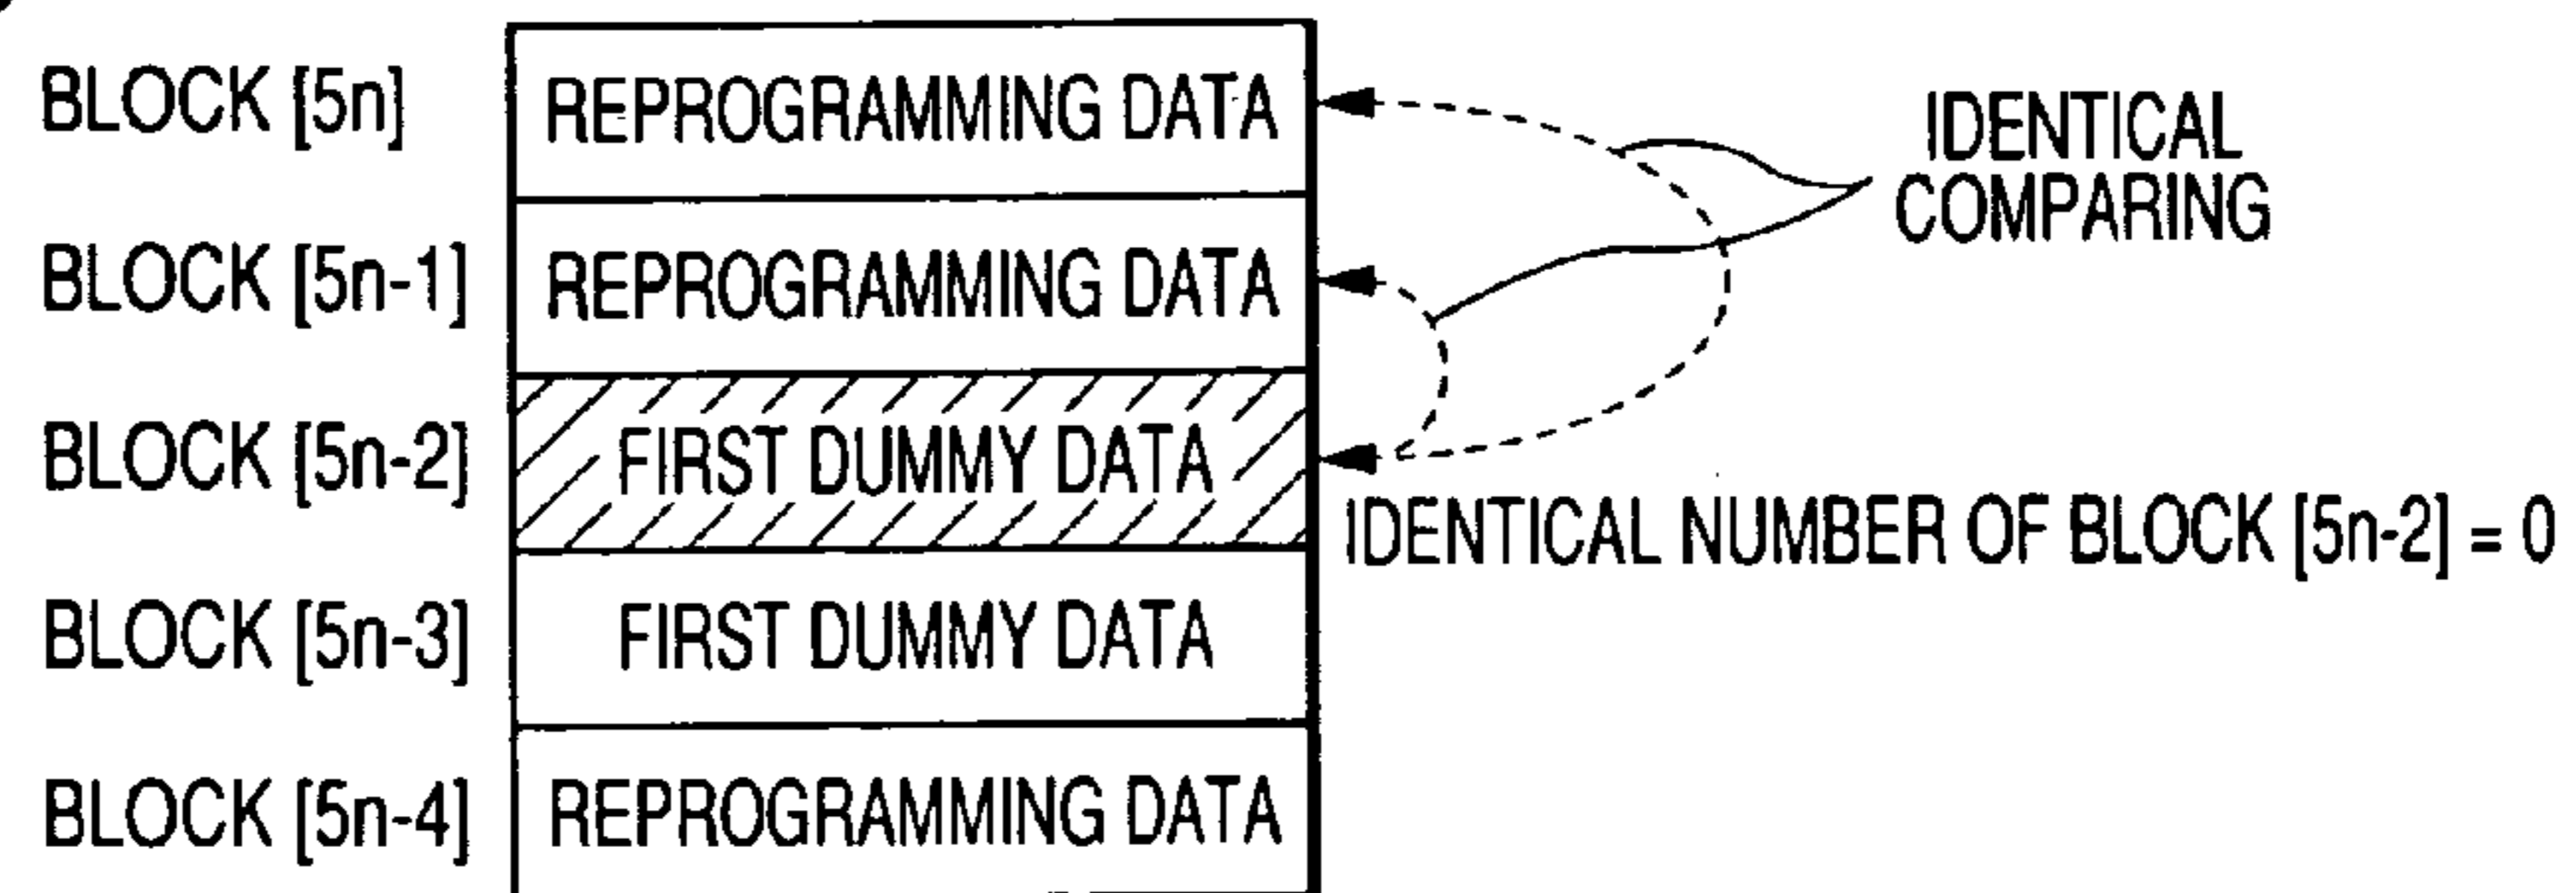 BLOCK [5n] REPROGRAMMING DATA
IDENTICAL
COMPARING
BLOCK [5n-1] REPROGRAMMING DATA
BLOCK [5n-2] FIRST DUMMY DATA
IDENTICAL NUMBER OF BLOCK [5n-2] = 0
BLOCK [5n-3] FIRST DUMMY DATA
BLOCK [5n-4] REPROGRAMMING DATA